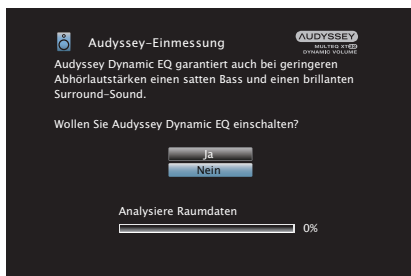 Audyssey-Einmessung
AUDYSSEY
MULTEQ XT32
DYNAMIC VOLUME
Audyssey Dynamic EQ garantiert auch bei geringeren
Abhörlautstärken einen satten Bass und einen brillanten
Surround-Sound.
Wollen Sie Audyssey Dynamic EQ einschalten?
Ja
Nein
Analysiere Raumdaten
0%